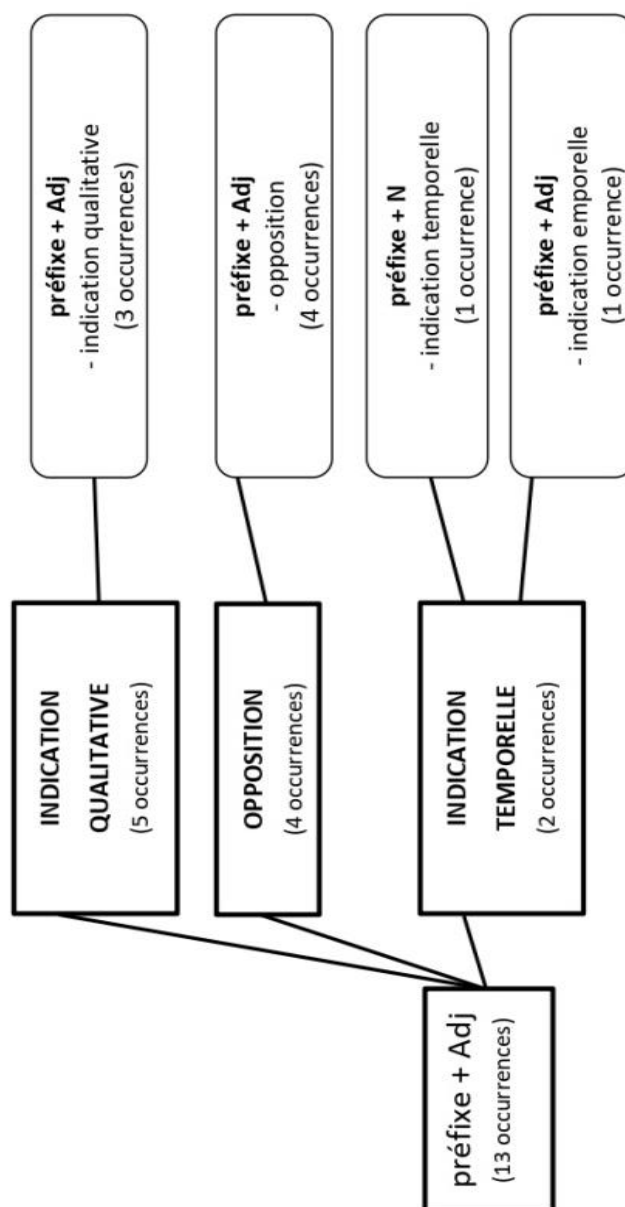 préfixe + Adj
(13 occurrences)
INDICATION
QUALITATIVE
(5 occurrences)
OPPOSITION
(4 occurrences)
INDICATION
TEMPORELLE
(2 occurrences)
préfixe + Adj
- indication qualitative
(3 occurrences)
préfixe + Adj
- opposition
(4 occurrences)
préfixe + N
- indication temporelle
(1 occurrence)
préfixe + Adj
- indication emporelle
(1 occurrence)